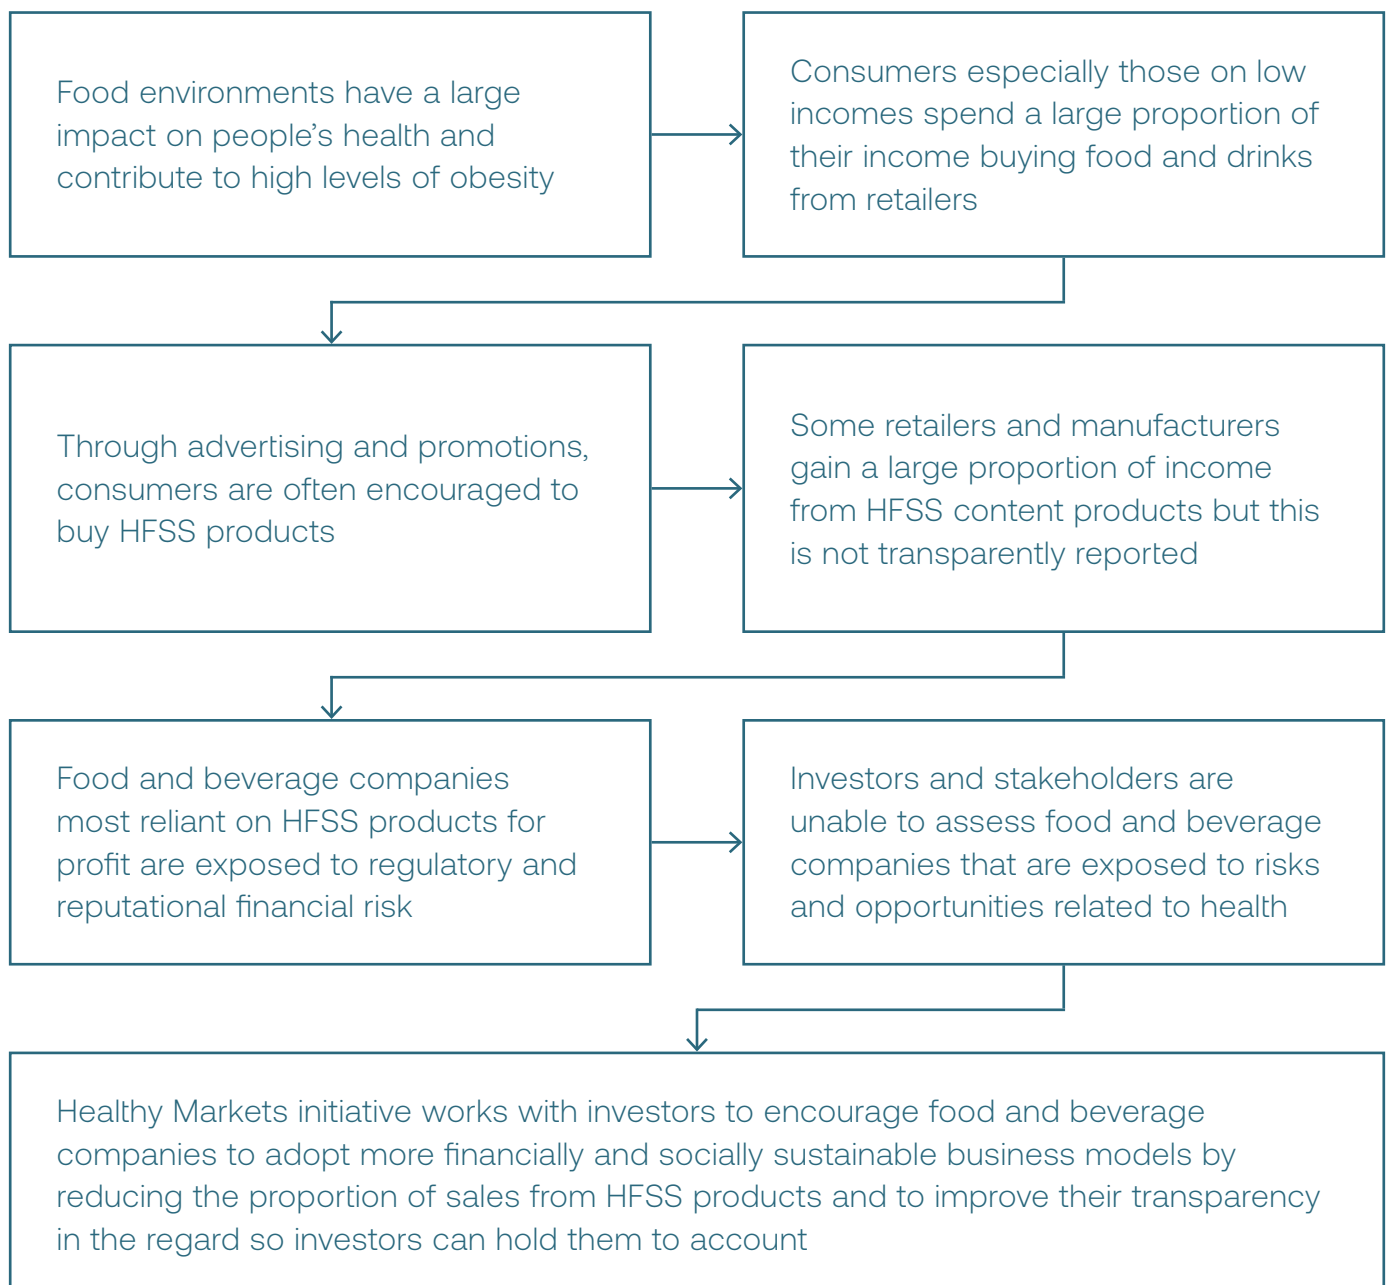 Food environments have a large
impact on people’s health and
contribute to high levels of obesity
Consumers especially those on low
incomes spend a large proportion of
their income buying food and drinks
from retailers
Through advertising and promotions,
consumers are often encouraged to
buy HFSS products
Some retailers and manufacturers
gain a large proportion of income
from HFSS content products but this
is not transparently reported
Food and beverage companies
most reliant on HFSS products for
profit are exposed to regulatory and
reputational financial risk
Investors and stakeholders are
unable to assess food and beverage
companies that are exposed to risks
and opportunities related to health
Healthy Markets initiative works with investors to encourage food and beverage
companies to adopt more financially and socially sustainable business models by
reducing the proportion of sales from HFSS products and to improve their transparency
in the regard so investors can hold them to account